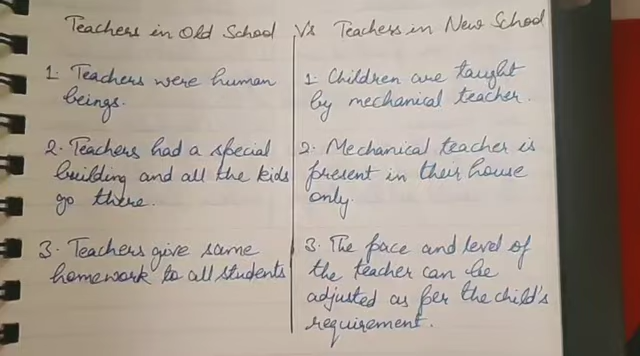 Teachers in Old School Vs Teachers in New School
1. Teachers were human
beings.
2. Teachers had a special
building and all the kids
go there.
3. Teachers give same
homework to all students
1. Children are taught
by mechanical teacher.
2. Mechanical teacher is
present in their house
only.
3. The pace and level of
the teacher can be
adjusted as per the child's
requirement.